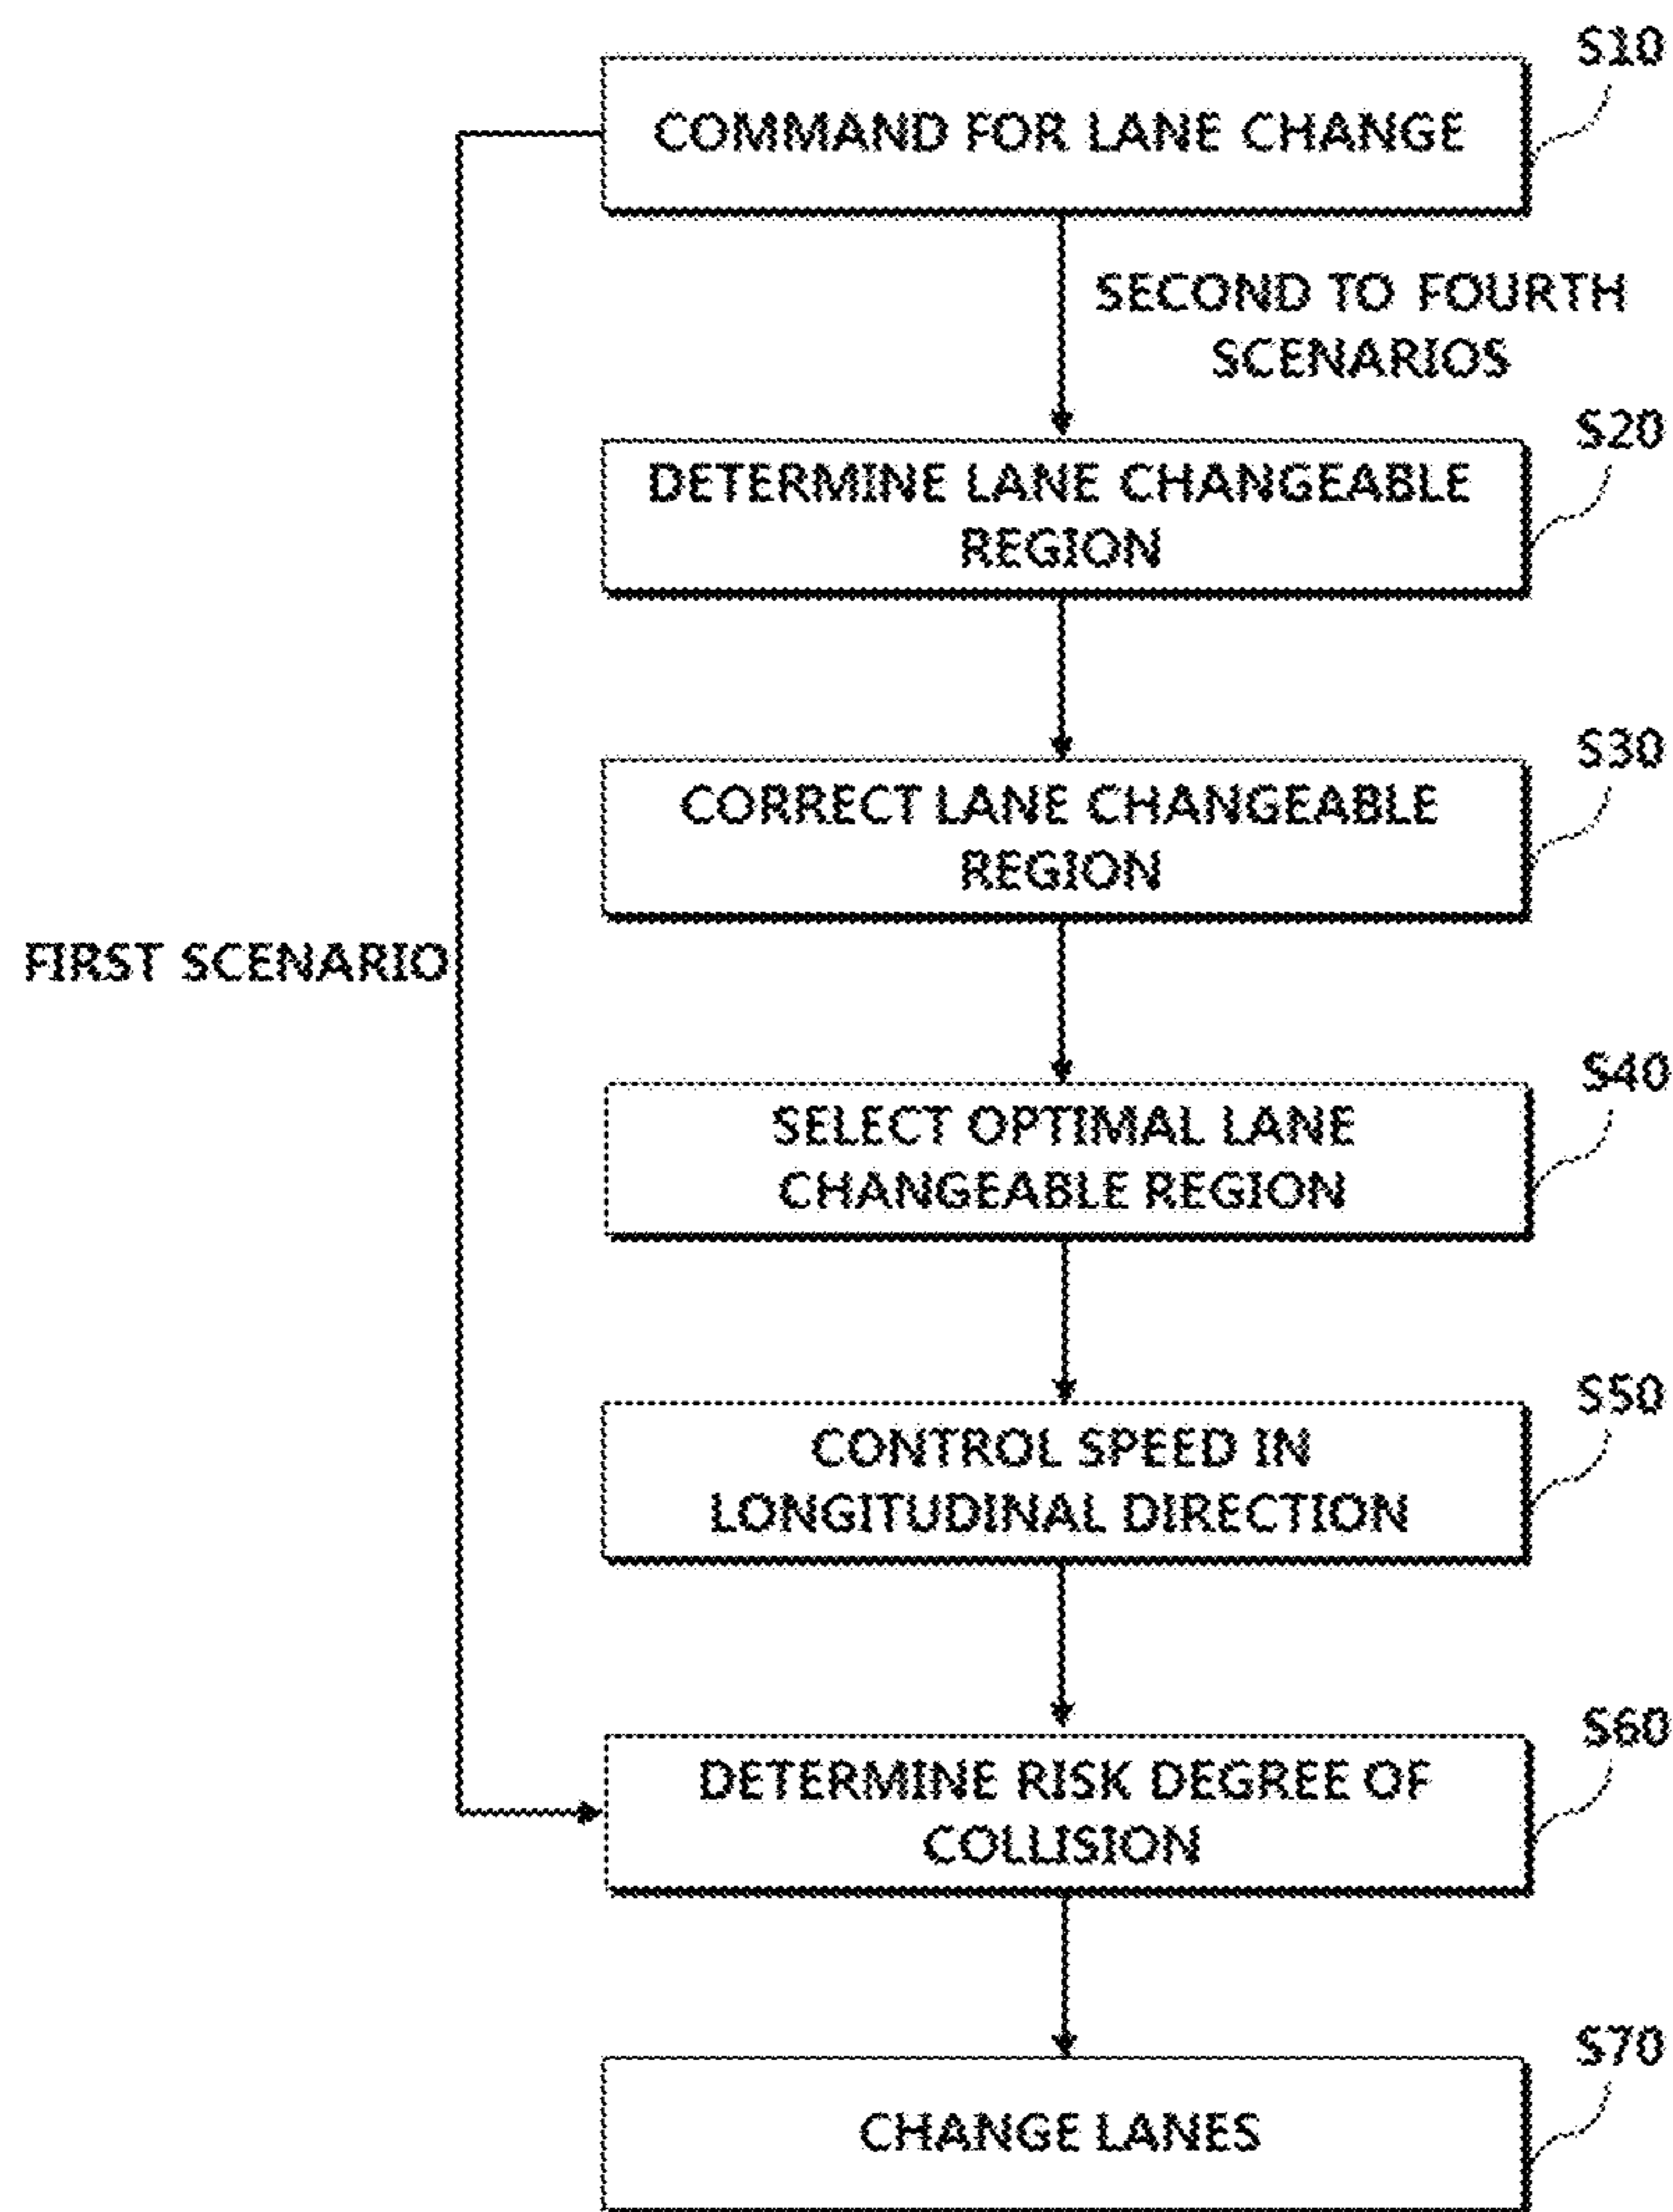 S10
COMMAND FOR LANE CHANGE
SECOND TO FOURTH
SCENARIOS
S20
DETERMINE LANE CHANGEABLE
REGION
S30
CORRECT LANE CHANGEABLE
REGION
FIRST SCENARIO
S40
SELECT OPTIMAL LANE
CHANGEABLE REGION
S50
CONTROL SPEED IN
LONGITUDINAL DIRECTION
S60
DETERMINE RISK DEGREE OF
COLLISION
S70
CHANGE LANES